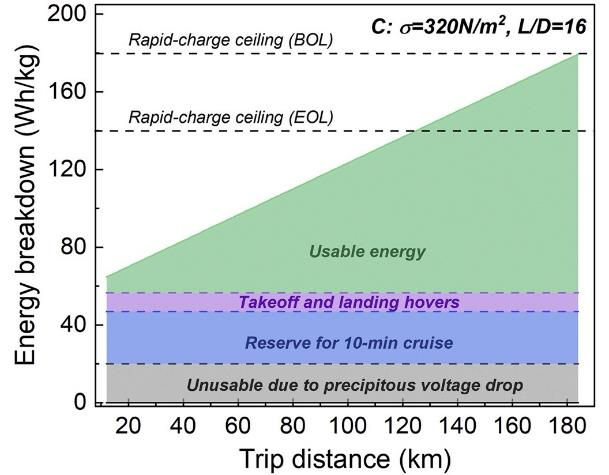 C: σ=320N/m², L/D=16
Rapid-charge ceiling (BOL)
Rapid-charge ceiling (EOL)
Usable energy
Takeoff and landing hovers
Reserve for 10-min cruise
Unusable due to precipitous voltage drop
Energy breakdown (Wh/kg)
200
160
120
80
40
0
20 40 60 80 100 120 140 160 180
Trip distance (km)